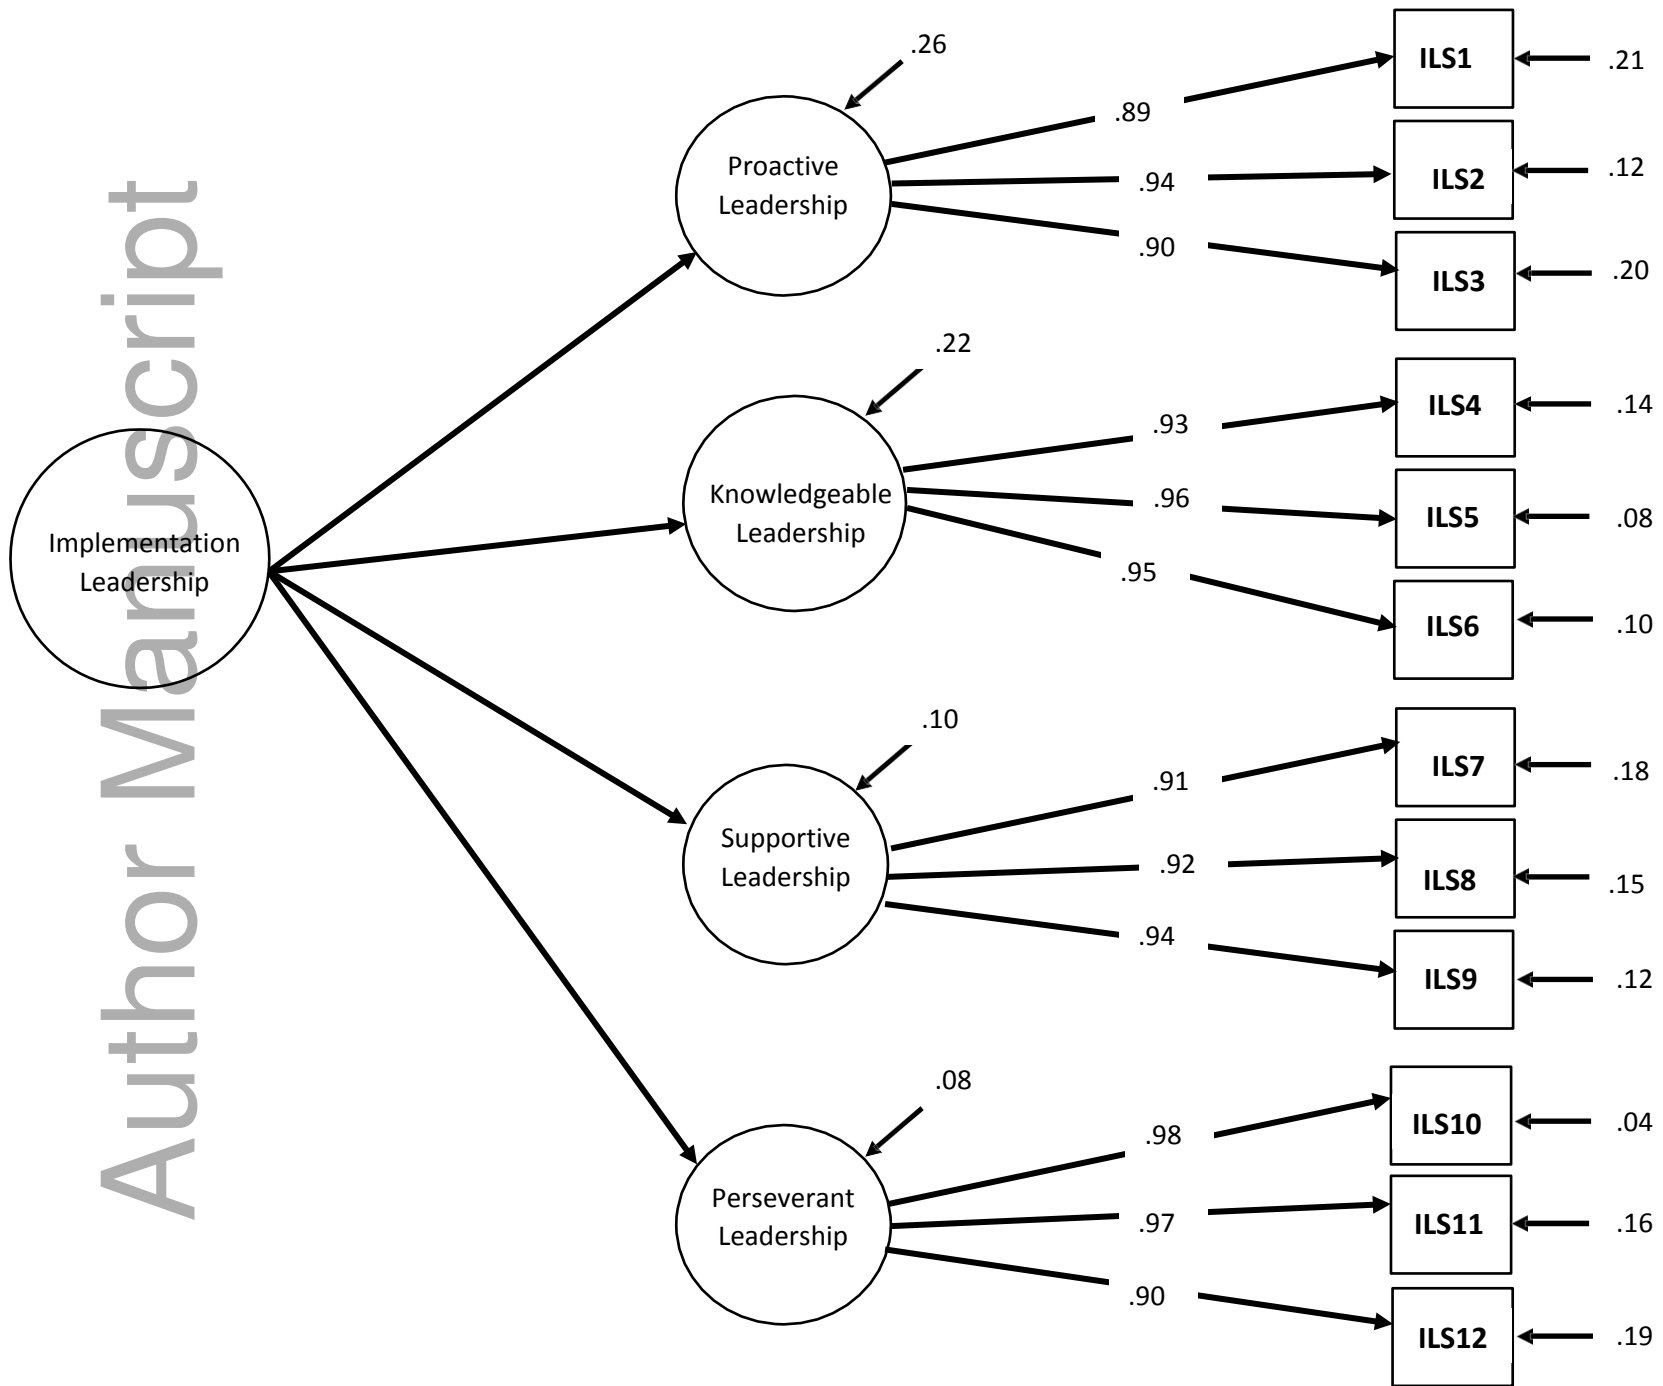 Author Manuscript
Implementation
Leadership
.26
Proactive
Leadership
.89
.94
.90
ILS1
.21
ILS2
.12
ILS3
.20
.22
Knowledgeable
Leadership
.93
.96
.95
ILS4
.14
ILS5
.08
ILS6
.10
.10
Supportive
Leadership
.91
.92
.94
ILS7
.18
ILS8
.15
ILS9
.12
.08
Perseverant
Leadership
.98
.97
.90
ILS10
.04
ILS11
.16
ILS12
.19